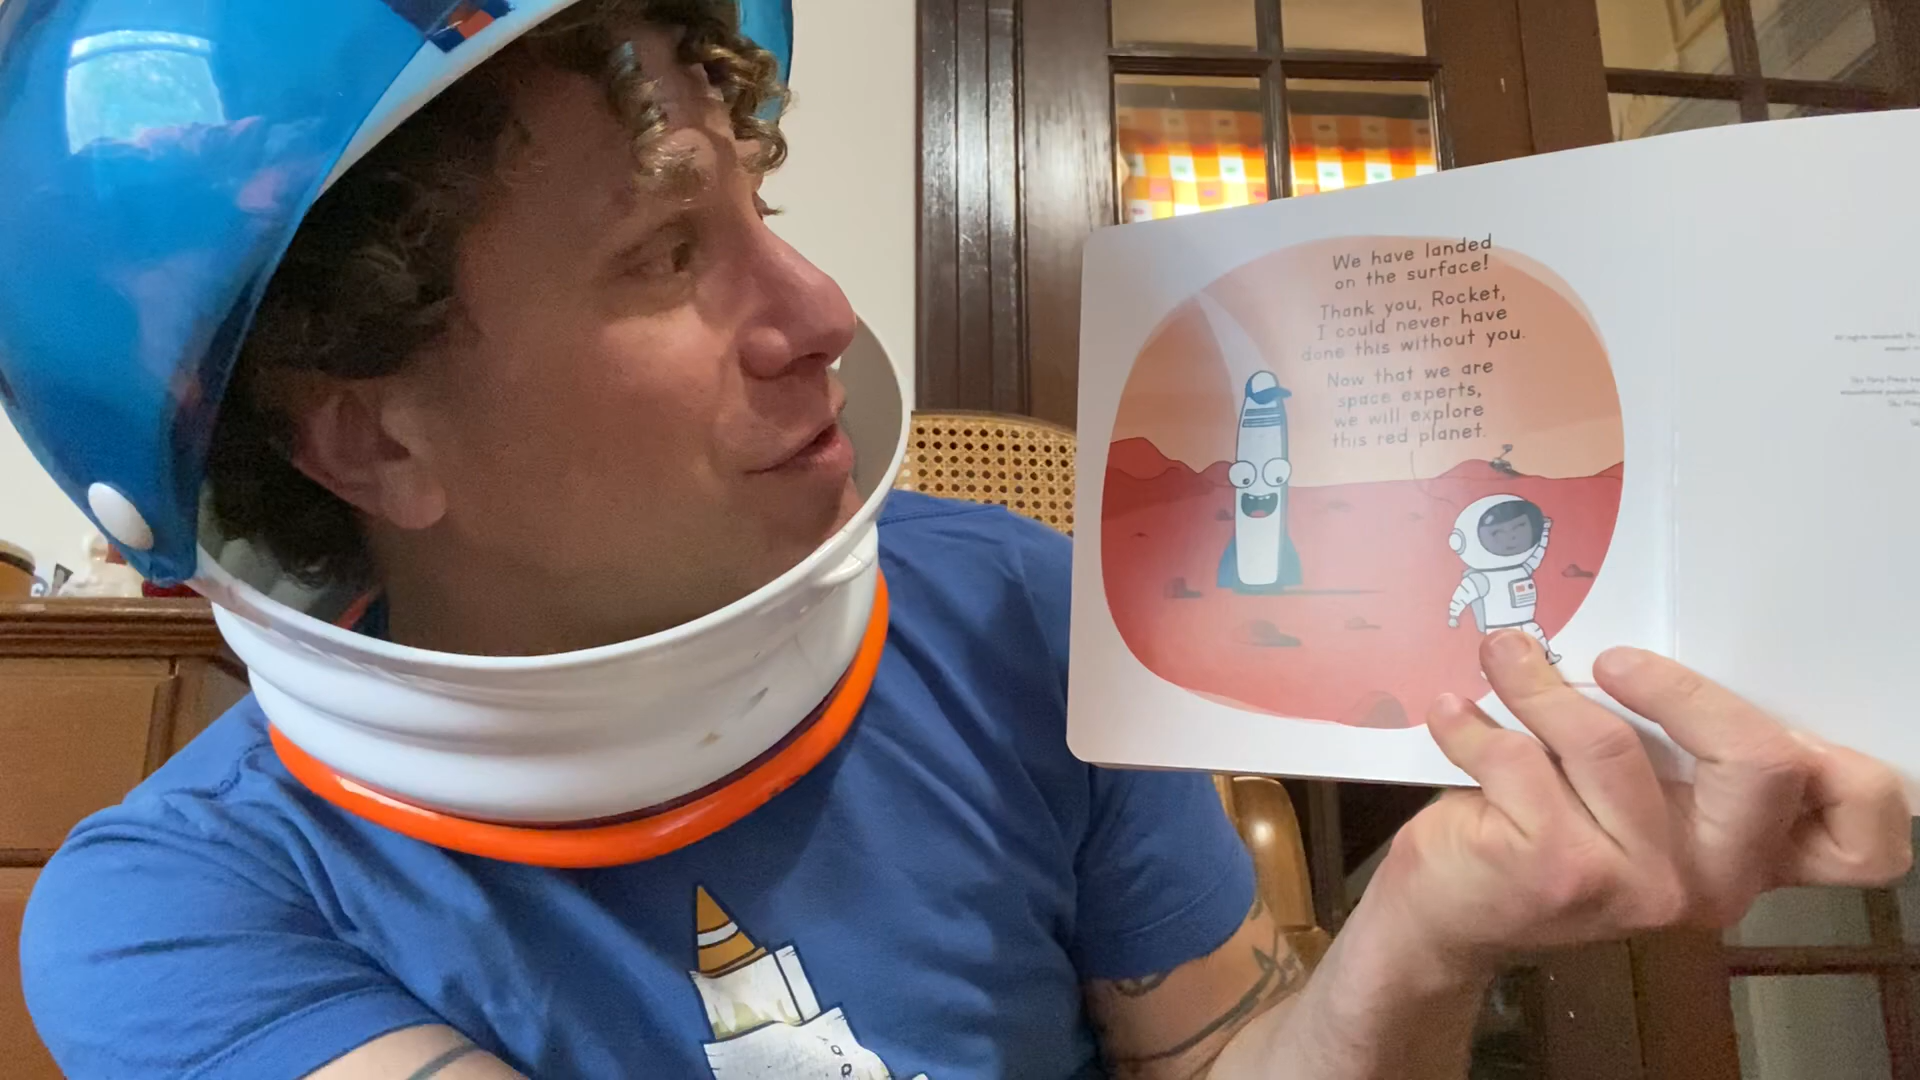 We have landed
on the surface!
Thank you, Rocket,
I could never have
done this without you.
Now that we are
space experts,
we will explore
this red planet.